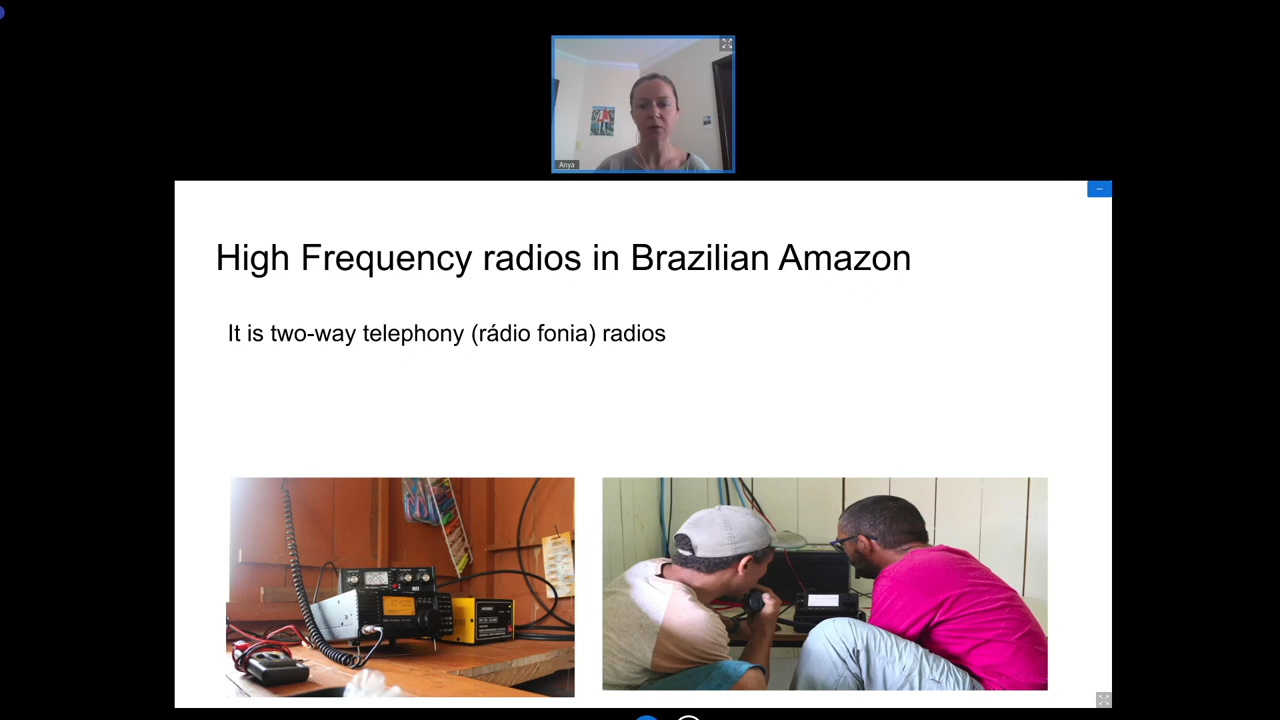 Anya
High Frequency radios in Brazilian Amazon
It is two-way telephony (rádio fonia) radios